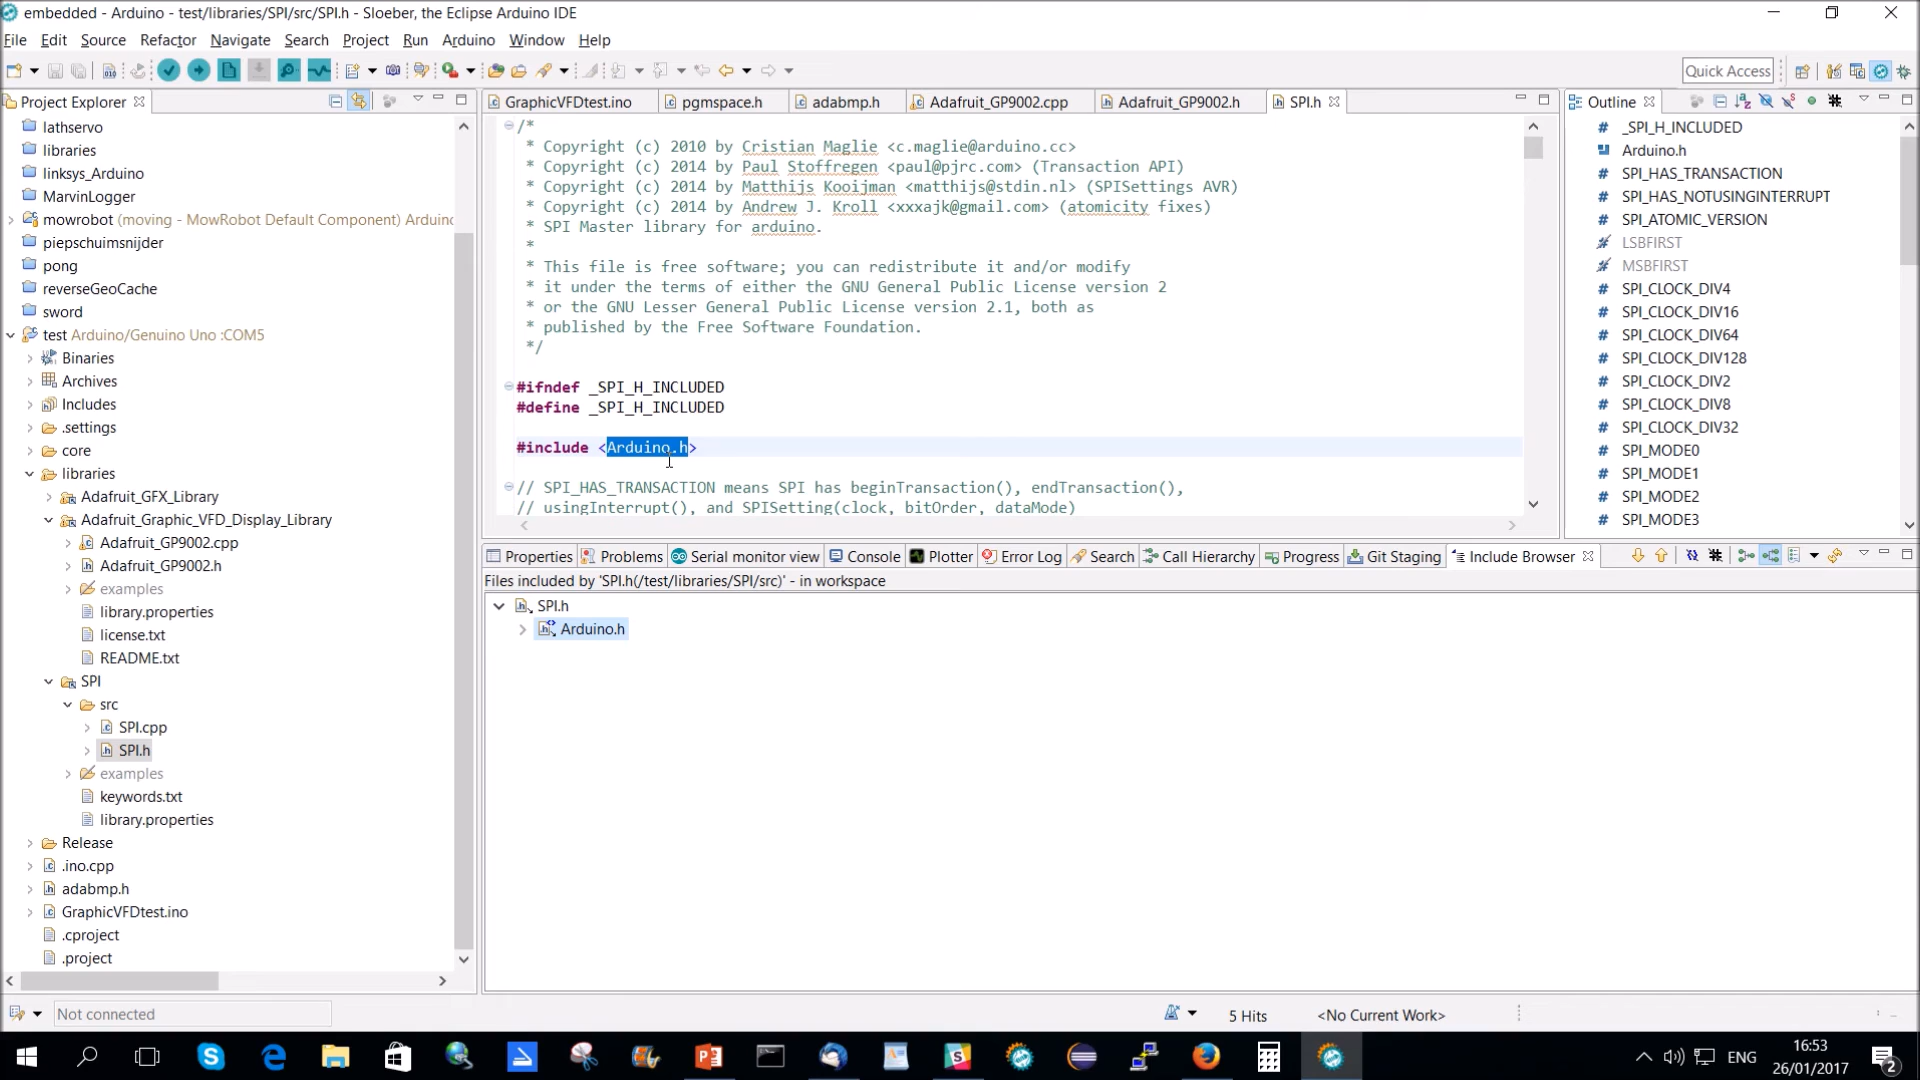 embedded - Arduino - test/libraries/SPI/src/SPI.h - Sloeber, the Eclipse Arduino IDE
File Edit Source Refactor Navigate Search Project Run Arduino Window Help
Quick Access
Project Explorer
lathservo
libraries
linksys_Arduino
MarvinLogger
mowrobot (moving - MowRobot Default Component) Arduino
piepschuimsnijder
pong
reverseGeoCache
sword
test Arduino/Genuino Uno :COM5
Binaries
Archives
Includes
.settings
core
libraries
Adafruit_GFX_Library
Adafruit_Graphic_VFD_Display_Library
Adafruit_GP9002.cpp
Adafruit_GP9002.h
examples
library.properties
license.txt
README.txt
SPI
src
SPI.cpp
SPI.h
examples
keywords.txt
library.properties
Release
.ino.cpp
adabmp.h
GraphicVFDtest.ino
.cproject
.project
GraphicVFDtest.ino pgmspace.h adabmp.h Adafruit_GP9002.cpp Adafruit_GP9002.h SPI.h
/*
* Copyright (c) 2010 by Cristian Maglie <c.maglie@arduino.cc>
* Copyright (c) 2014 by Paul Stoffregen <paul@pjrc.com> (Transaction API)
* Copyright (c) 2014 by Matthijs Kooijman <matthijs@stdin.nl> (SPISettings AVR)
* Copyright (c) 2014 by Andrew J. Kroll <xxxajk@gmail.com> (atomicity fixes)
* SPI Master library for arduino.
*
* This file is free software; you can redistribute it and/or modify
* it under the terms of either the GNU General Public License version 2
* or the GNU Lesser General Public License version 2.1, both as
* published by the Free Software Foundation.
*/
#ifndef _SPI_H_INCLUDED
#define _SPI_H_INCLUDED
#include <Arduino.h>
// SPI_HAS_TRANSACTION means SPI has beginTransaction(), endTransaction(),
// usingInterrupt(), and SPISetting(clock, bitOrder, dataMode)
Outline
_SPI_H_INCLUDED
Arduino.h
SPI_HAS_TRANSACTION
SPI_HAS_NOTUSINGINTERRUPT
SPI_ATOMIC_VERSION
LSBFIRST
MSBFIRST
SPI_CLOCK_DIV4
SPI_CLOCK_DIV16
SPI_CLOCK_DIV64
SPI_CLOCK_DIV128
SPI_CLOCK_DIV2
SPI_CLOCK_DIV8
SPI_CLOCK_DIV32
SPI_MODE0
SPI_MODE1
SPI_MODE2
SPI_MODE3
Properties Problems Serial monitor view Console Plotter Error Log Search Call Hierarchy Progress Git Staging Include Browser
Files included by 'SPI.h(/test/libraries/SPI/src)' - in workspace
SPI.h
Arduino.h
Not connected
5 Hits
<No Current Work>
ENG
16:53
26/01/2017
2